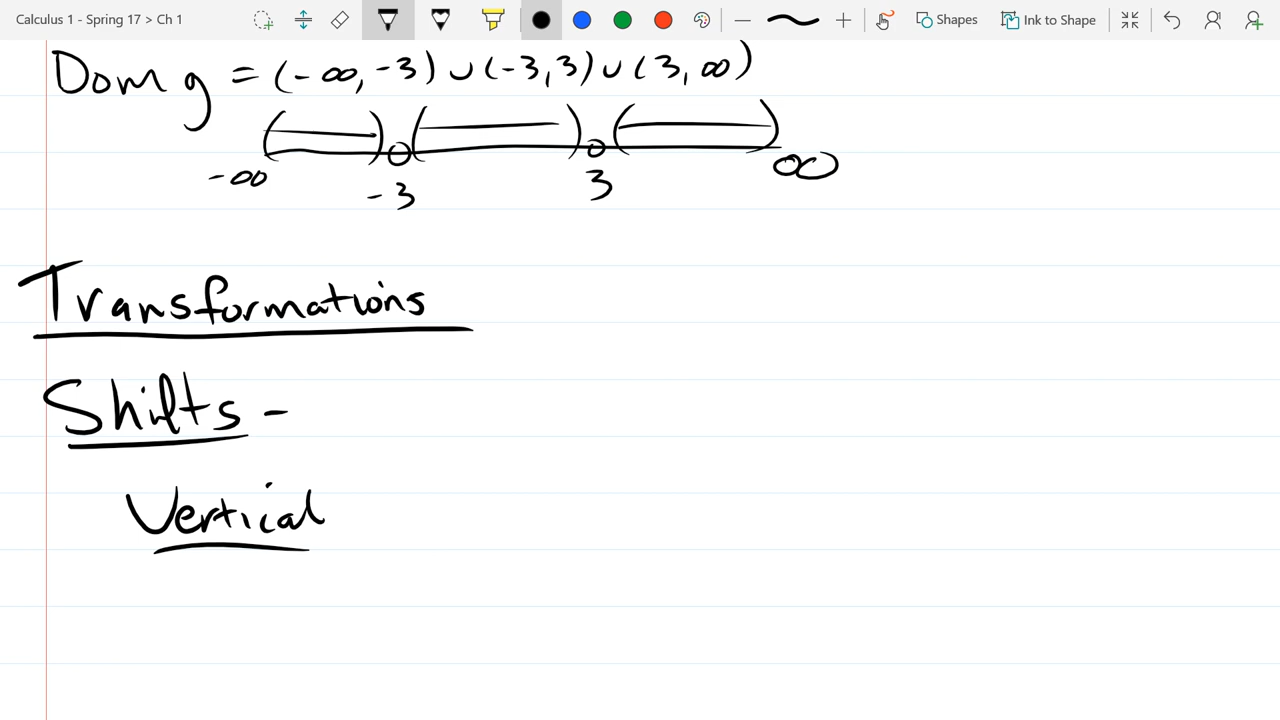 Calculus 1 - Spring 17 > Ch 1
Shapes
Ink to Shape
Dom g = (-∞, -3) ∪ (-3, 3) ∪ (3, ∞)
-∞ -3 3 ∞
Transformations
Shifts -
Vertical